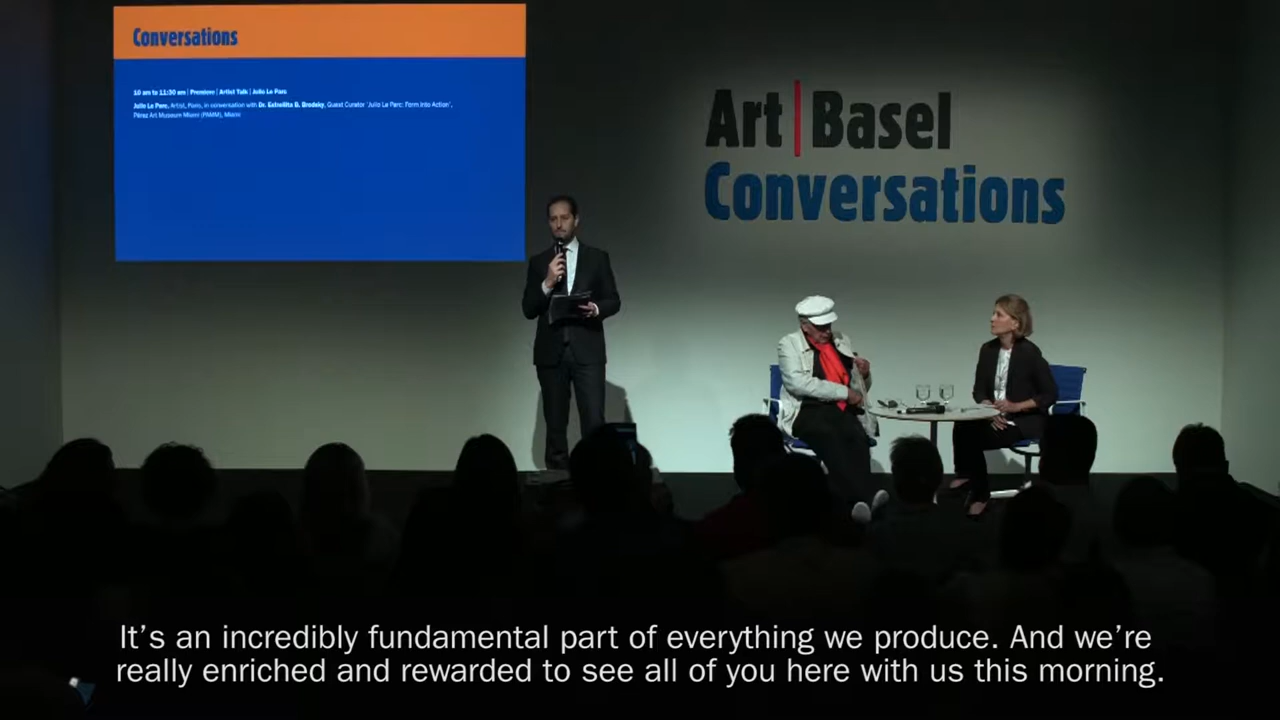 Conversations
10 am to 11:30 am | Premiere | Artist Talk | Julio Le Parc
Julio Le Parc, Artist, Paris, in conversation with Dr. Estrellita B. Brodsky, Guest Curator 'Julio Le Parc: Form into Action',
Pérez Art Museum Miami (PAMM), Miami
Art | Basel
Conversations
It's an incredibly fundamental part of everything we produce. And we're
really enriched and rewarded to see all of you here with us this morning.